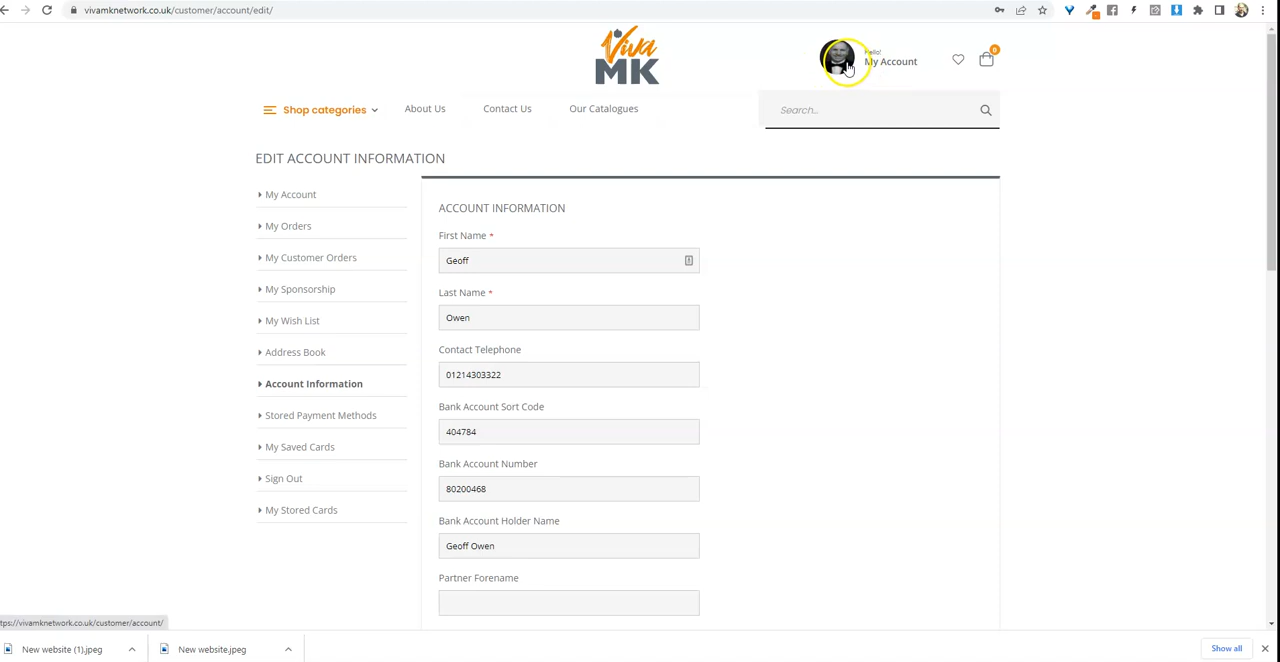 vivamknetwork.co.uk/customer/account/edit/
Viva
MK
Hello!
My Account
0
Shop categories
About Us
Contact Us
Our Catalogues
Search...
EDIT ACCOUNT INFORMATION
My Account
My Orders
My Customer Orders
My Sponsorship
My Wish List
Address Book
Account Information
Stored Payment Methods
My Saved Cards
Sign Out
My Stored Cards
ACCOUNT INFORMATION
First Name *
Geoff
Last Name *
Owen
Contact Telephone
01214303322
Bank Account Sort Code
404784
Bank Account Number
80200468
Bank Account Holder Name
Geoff Owen
Partner Forename
tps://vivamknetwork.co.uk/customer/account/
New website (1).jpeg
New website.jpeg
Show all